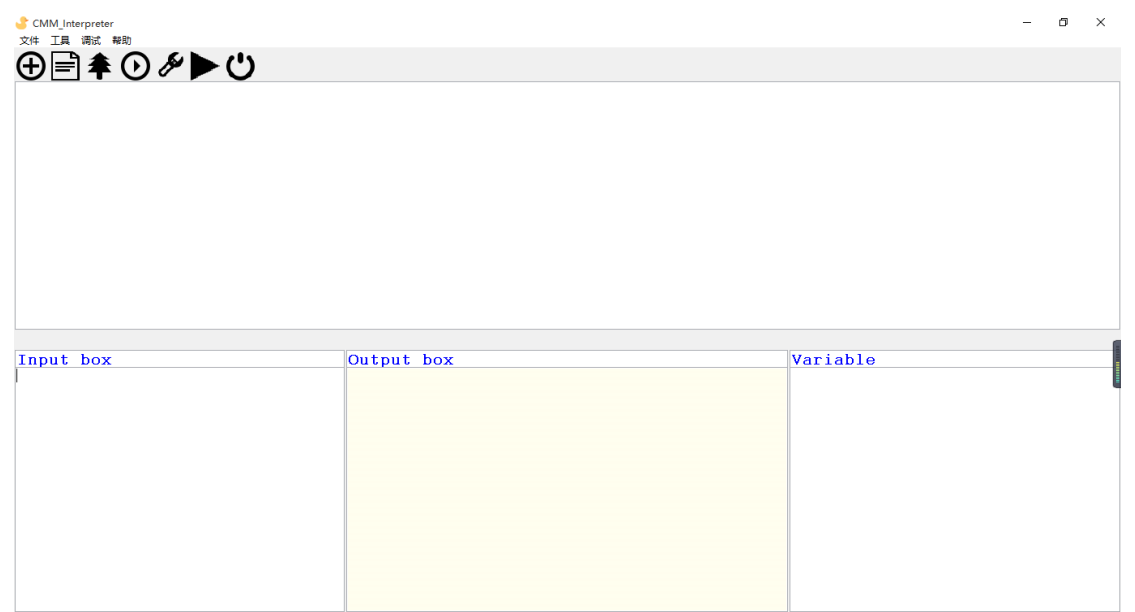 CMM_Interpreter
文件 工具 调试 帮助
Input box
Output box
Variable